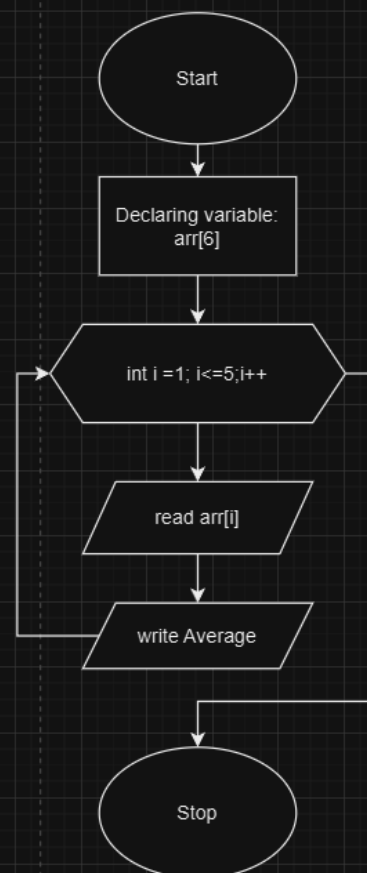 Start
Declaring variable:
arr[6]
int i =1; i<=5;i++
read arr[i]
write Average
Stop